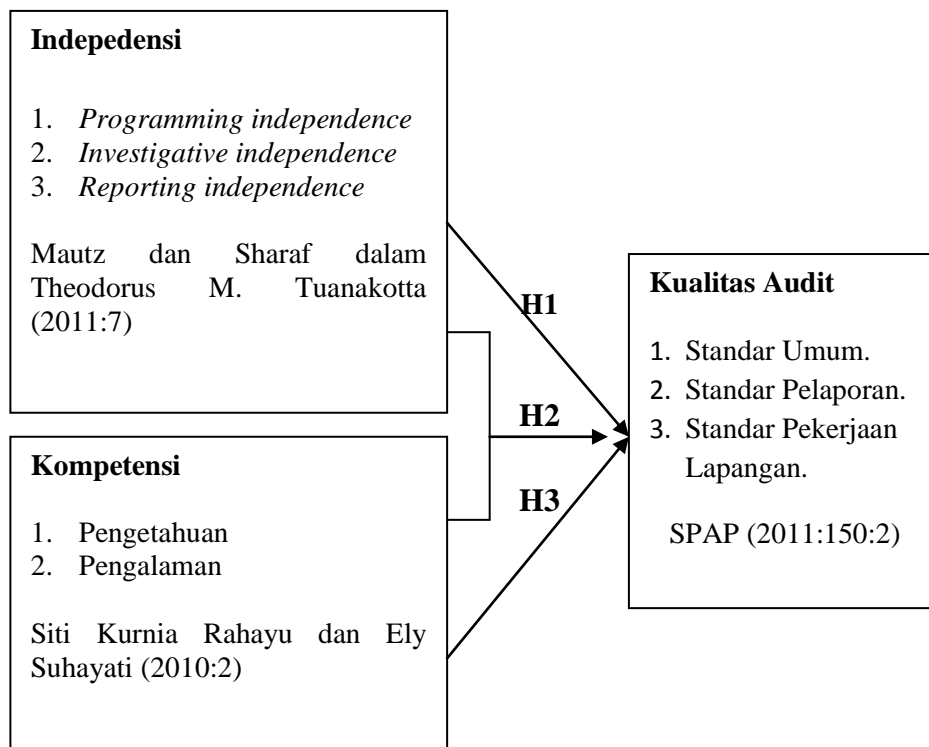 Indepedensi
1. Programming independence
2. Investigative independence
3. Reporting independence
Mautz dan Sharaf dalam
Theodorus M. Tuanakotta
(2011:7)
H1
H2
H3
Kompetensi
1. Pengetahuan
2. Pengalaman
Siti Kurnia Rahayu dan Ely
Suhayati (2010:2)
Kualitas Audit
1. Standar Umum.
2. Standar Pelaporan.
3. Standar Pekerjaan
Lapangan.
SPAP (2011:150:2)